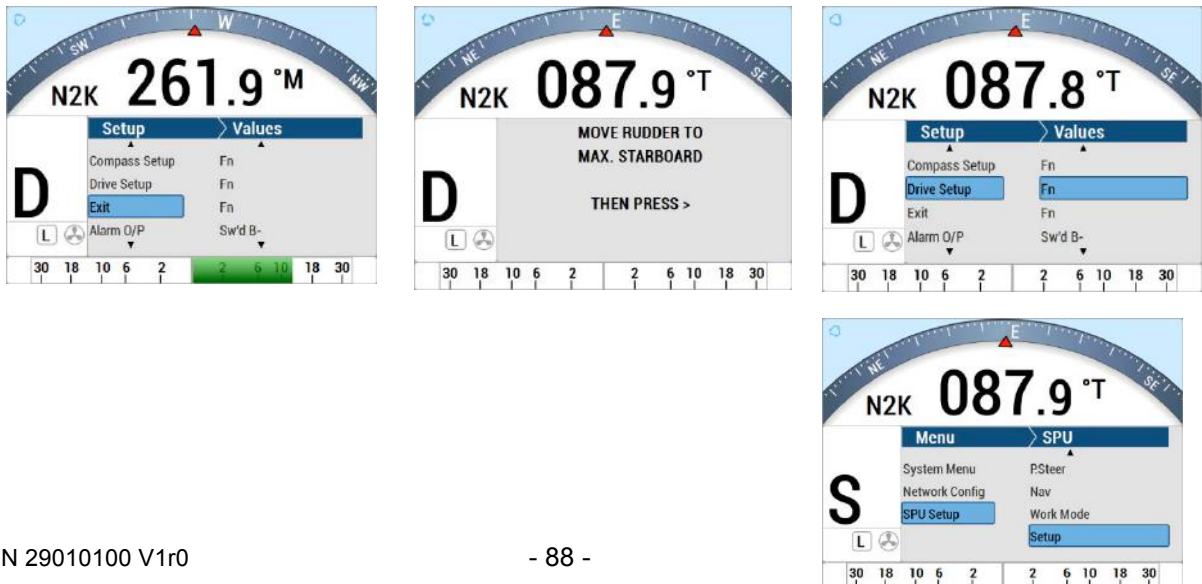 SW W NW
N2K 261.9 °M
Setup Values
Compass Setup Fn
Drive Setup Fn
D
Exit Fn
L
Alarm O/P Sw'd B-
30 18 10 6 2 2 6 10 18 30
NE E SE
N2K 087.9 °T
MOVE RUDDER TO
MAX. STARBOARD
D
THEN PRESS >
L
30 18 10 6 2 2 6 10 18 30
NE E SE
N2K 087.8 °T
Setup Values
Compass Setup Fn
Drive Setup Fn
D
Exit Fn
L
Alarm O/P Sw'd B-
30 18 10 6 2 2 6 10 18 30
NE E SE
N2K 087.9 °T
Menu SPU
System Menu P.Steer
Network Config Nav
S
SPU Setup Work Mode
L
Setup
30 18 10 6 2 2 6 10 18 30
N 29010100 V1r0
- 88 -